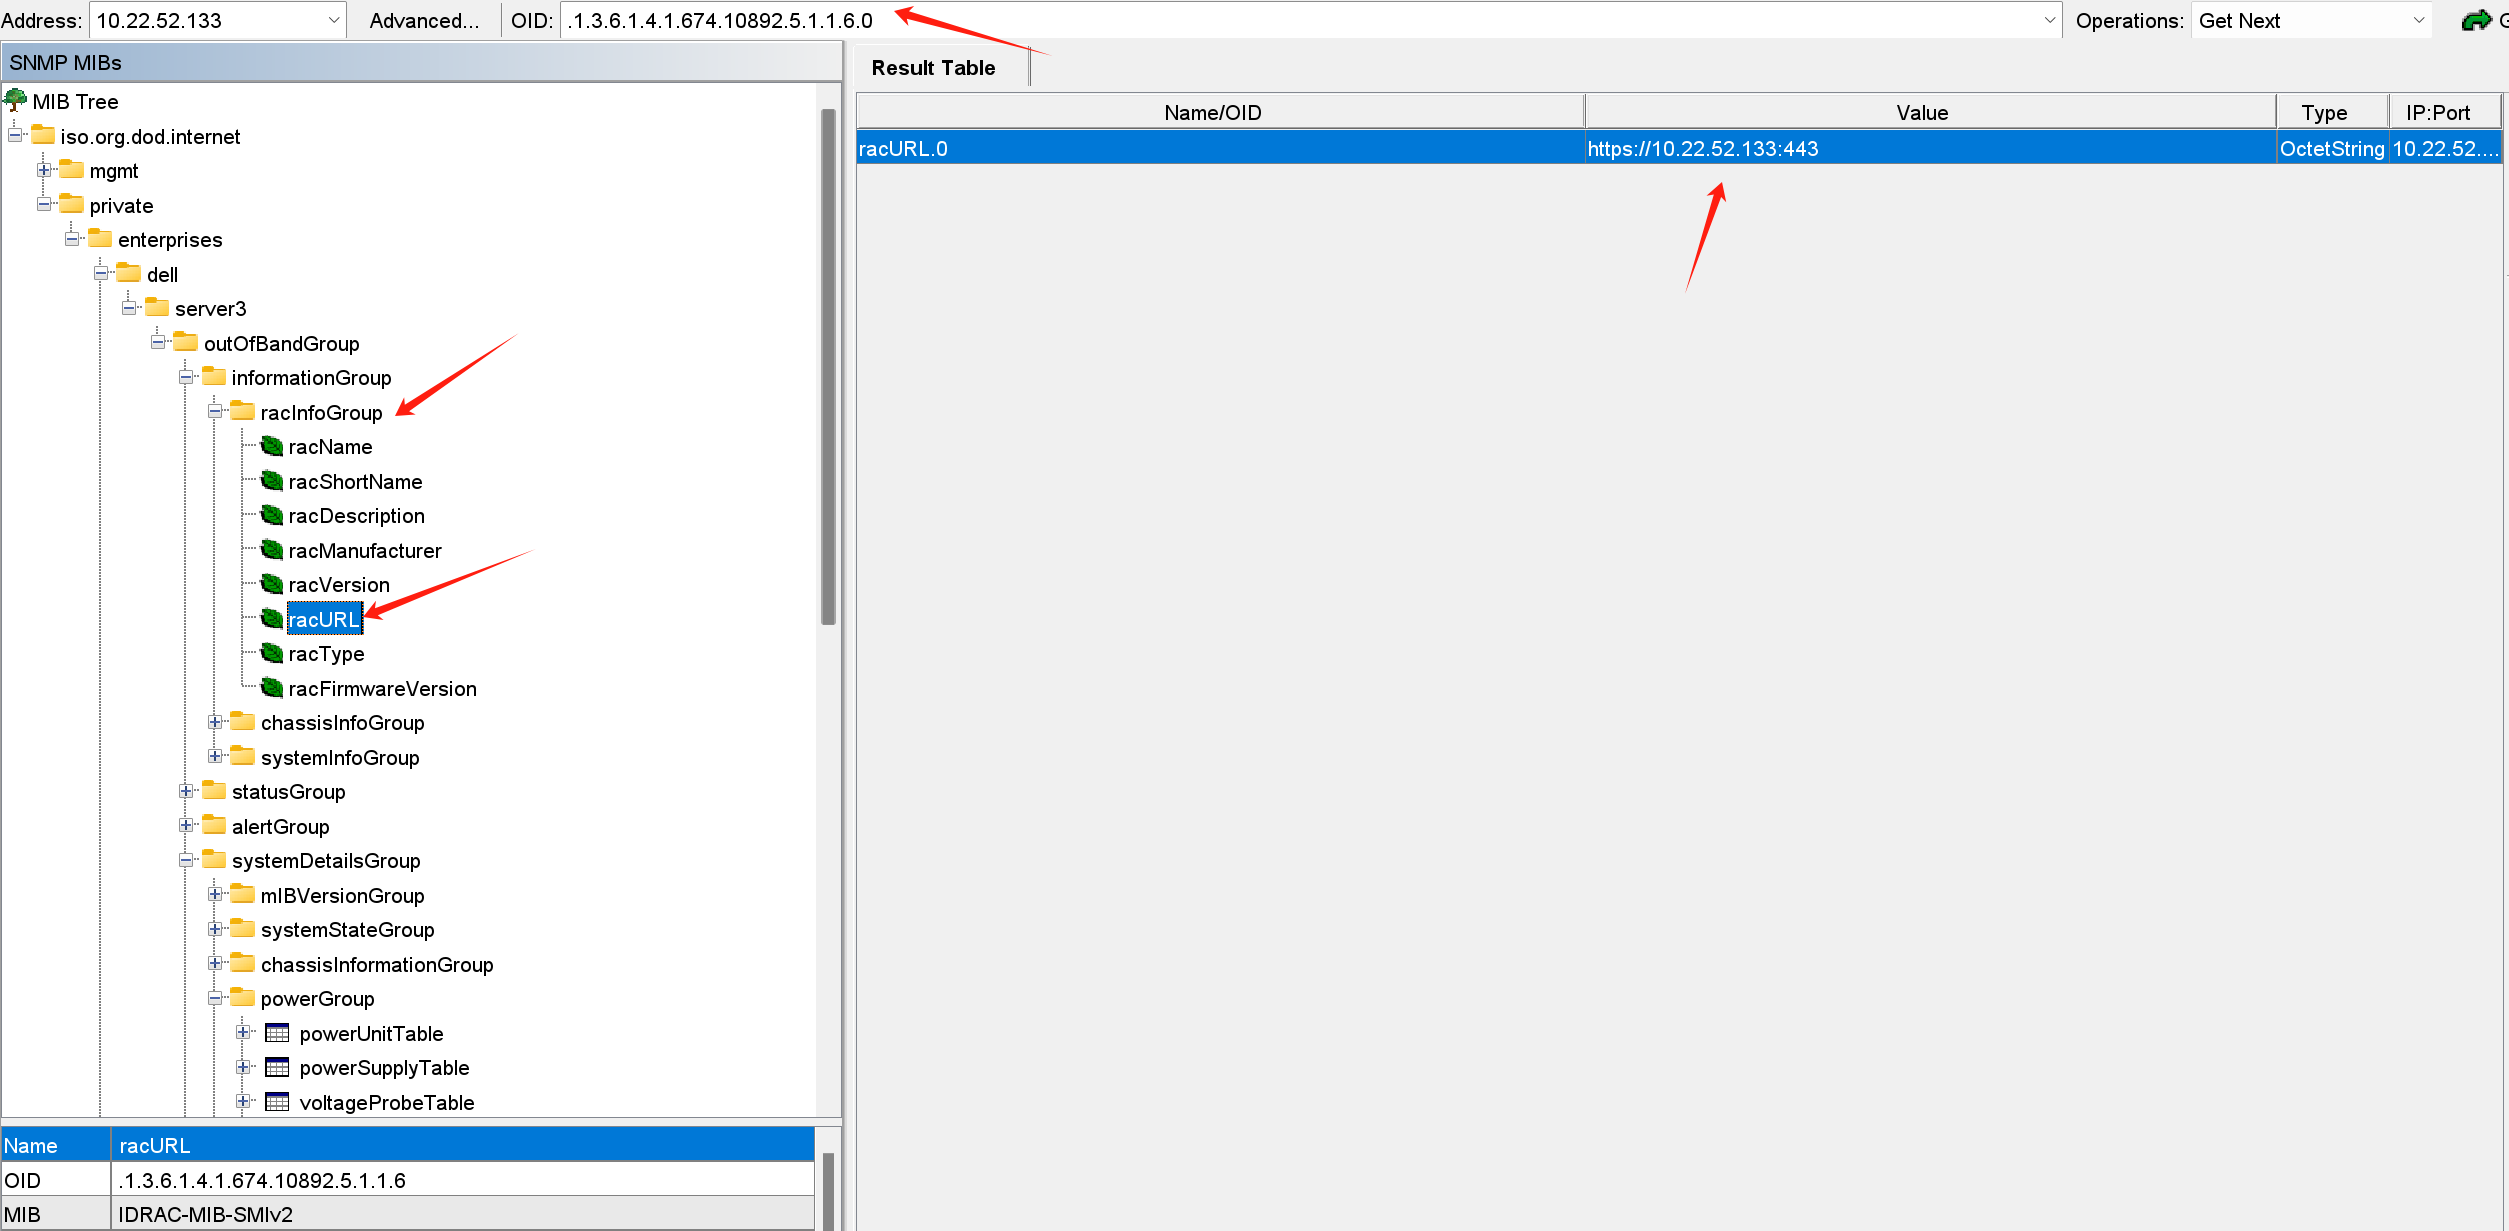 Address: 10.22.52.133 Advanced... OID: .1.3.6.1.4.1.674.10892.5.1.1.6.0 Operations: Get Next
SNMP MIBs
MIB Tree
iso.org.dod.internet
mgmt
private
enterprises
dell
server3
outOfBandGroup
informationGroup
racInfoGroup
racName
racShortName
racDescription
racManufacturer
racVersion
racURL
racType
racFirmwareVersion
chassisInfoGroup
systemInfoGroup
statusGroup
alertGroup
systemDetailsGroup
mIBVersionGroup
systemStateGroup
chassisInformationGroup
powerGroup
powerUnitTable
powerSupplyTable
voltageProbeTable
Name racURL
OID .1.3.6.1.4.1.674.10892.5.1.1.6
MIB IDRAC-MIB-SMIv2
Result Table
Name/OID Value Type IP:Port
racURL.0 https://10.22.52.133:443 OctetString 10.22.52....